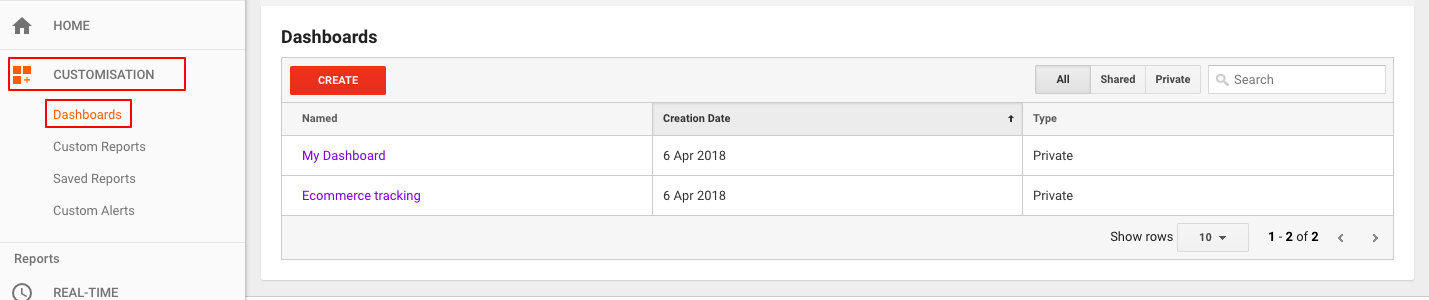 HOME
CUSTOMISATION
Dashboards
Custom Reports
Saved Reports
Custom Alerts
Reports
REAL-TIME
Dashboards
CREATE
All Shared Private Search
Named Creation Date Type
My Dashboard 6 Apr 2018 Private
Ecommerce tracking 6 Apr 2018 Private
Show rows 10 1 - 2 of 2